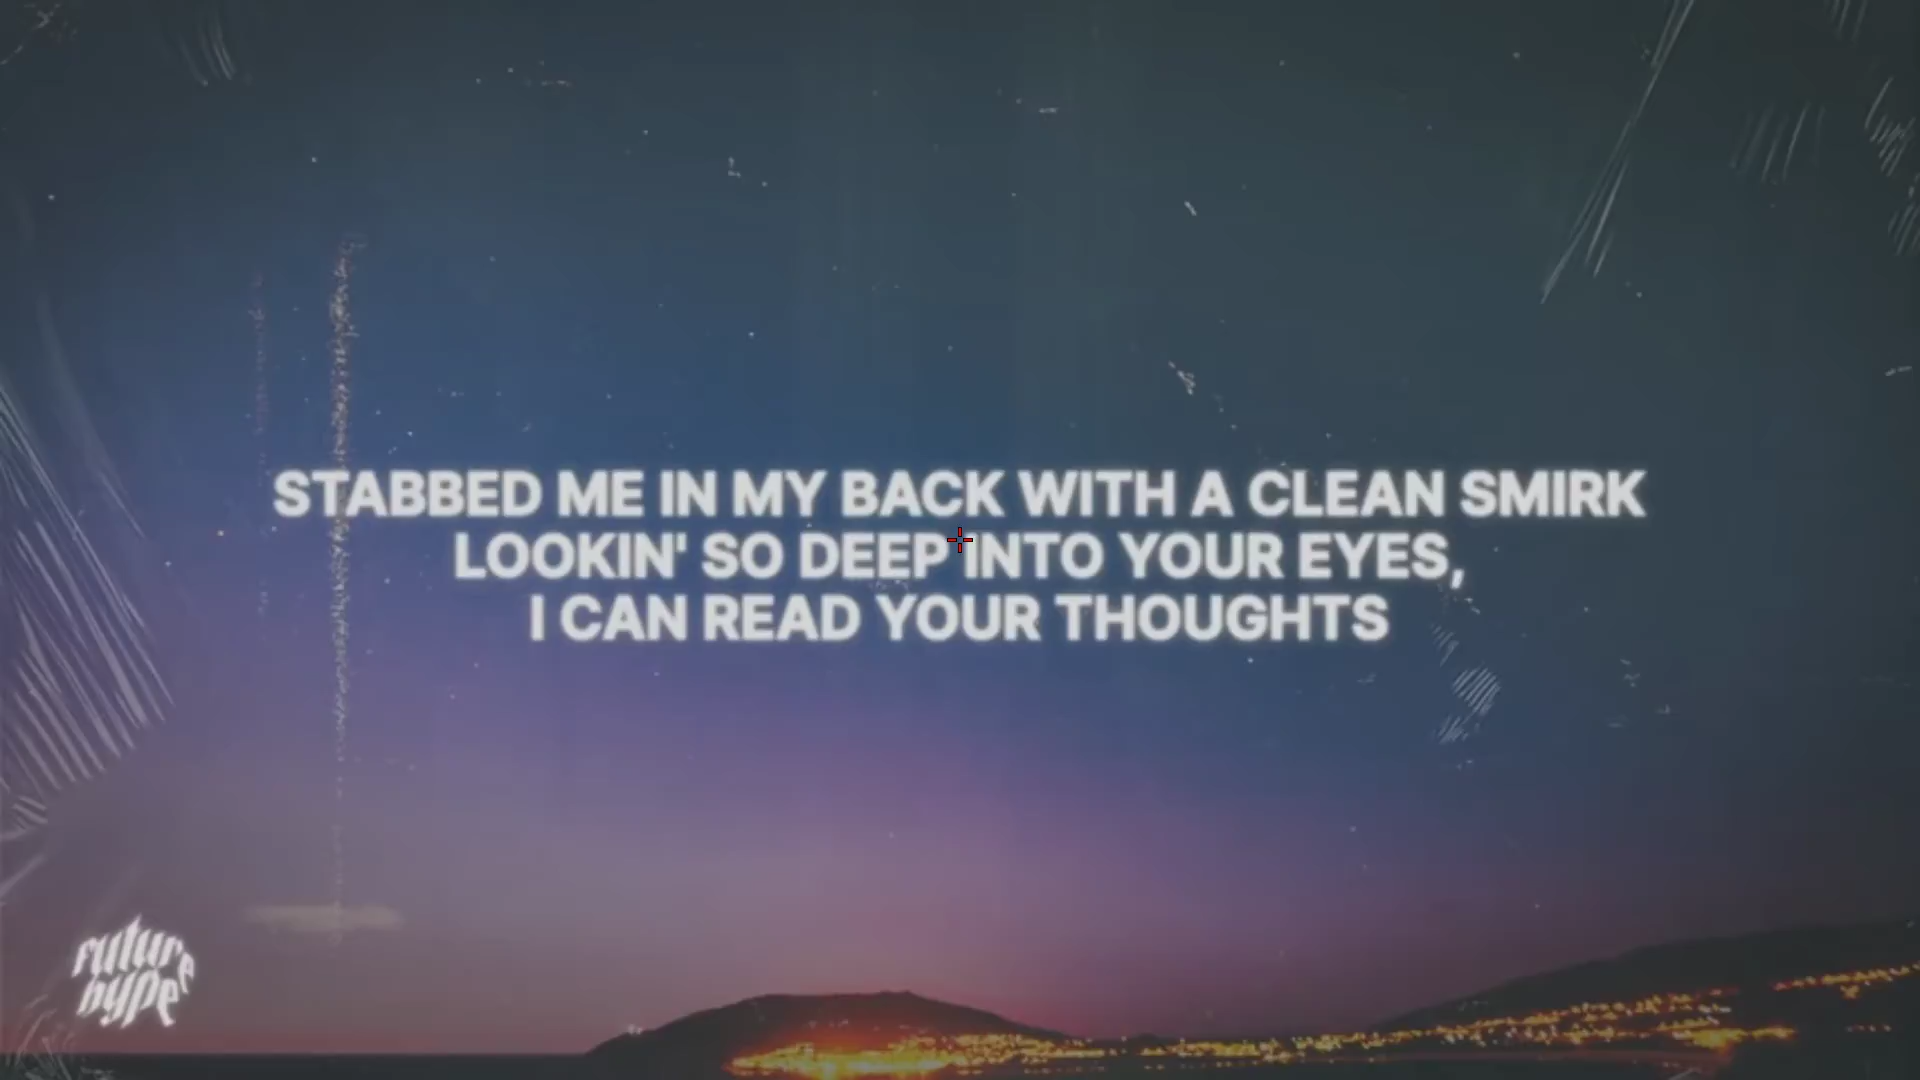 STABBED ME IN MY BACK WITH A CLEAN SMIRK
LOOKIN' SO DEEP INTO YOUR EYES,
I CAN READ YOUR THOUGHTS
future
hype